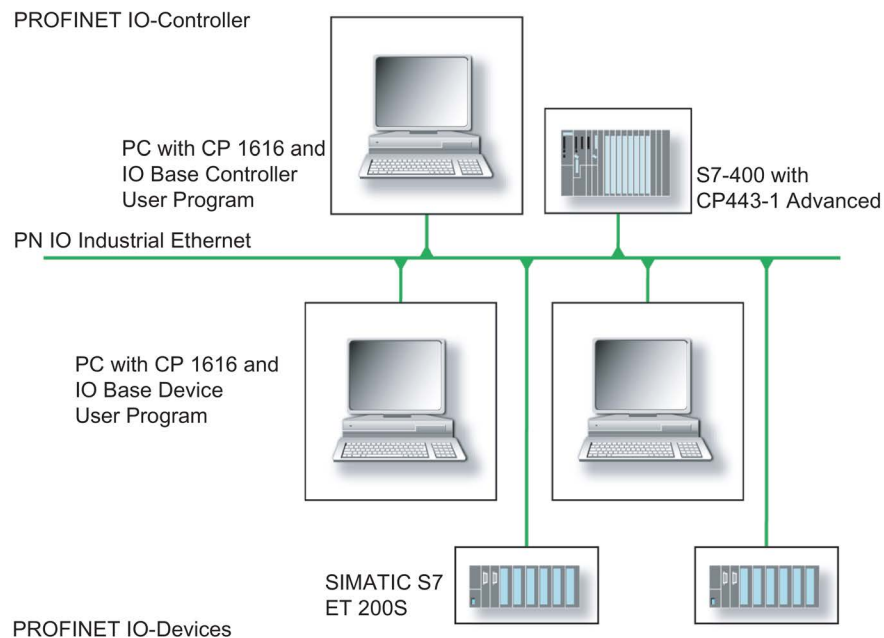 PROFINET IO-Controller
PC with CP 1616 and
IO Base Controller
User Program
S7-400 with
CP443-1 Advanced
PN IO Industrial Ethernet
PC with CP 1616 and
IO Base Device
User Program
SIMATIC S7
ET 200S
PROFINET IO-Devices